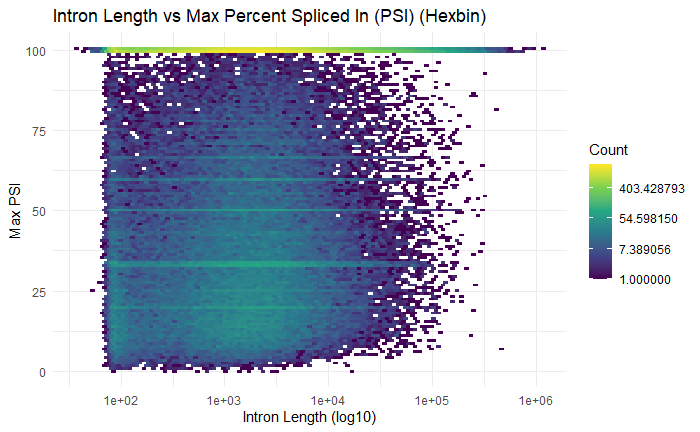 Intron Length vs Max Percent Spliced In (PSI) (Hexbin)
100
75
50
25
0
Max PSI
1e+02 1e+03 1e+04 1e+05 1e+06
Intron Length (log10)
Count
403.428793
54.598150
7.389056
1.000000